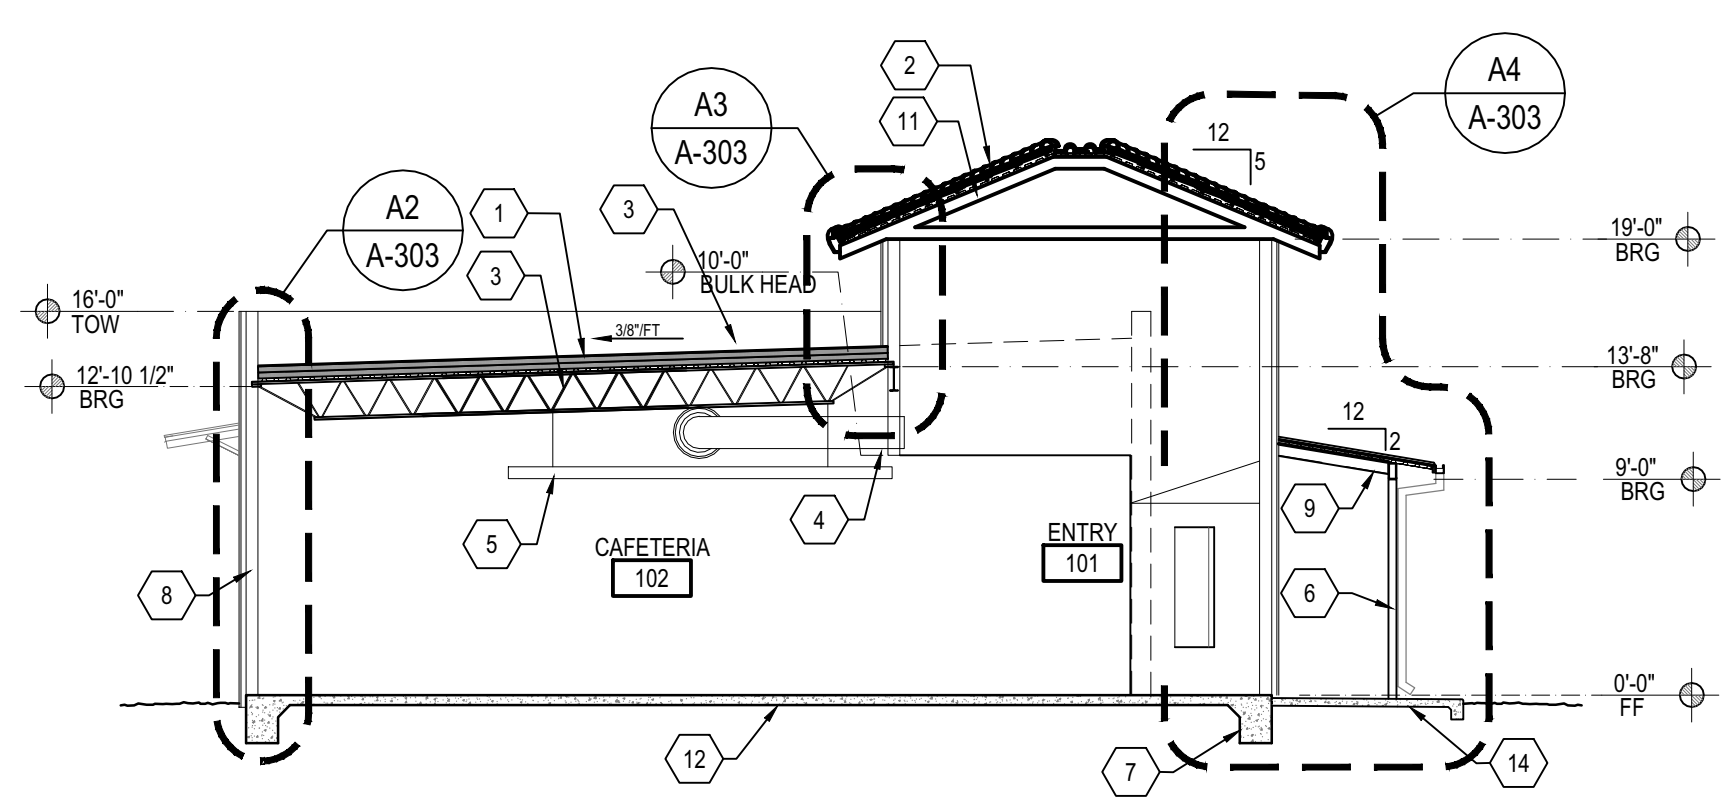 2
11
A3
A-303
A4
A-303
12
5
A2
A-303
1
3
3
10'-0"
BULK HEAD
19'-0"
BRG
16'-0"
TOW
3/8"/FT
12'-10 1/2"
BRG
13'-8"
BRG
12
2
9'-0"
BRG
5
4
9
CAFETERIA
102
ENTRY
101
8
6
0'-0"
FF
12
7
14